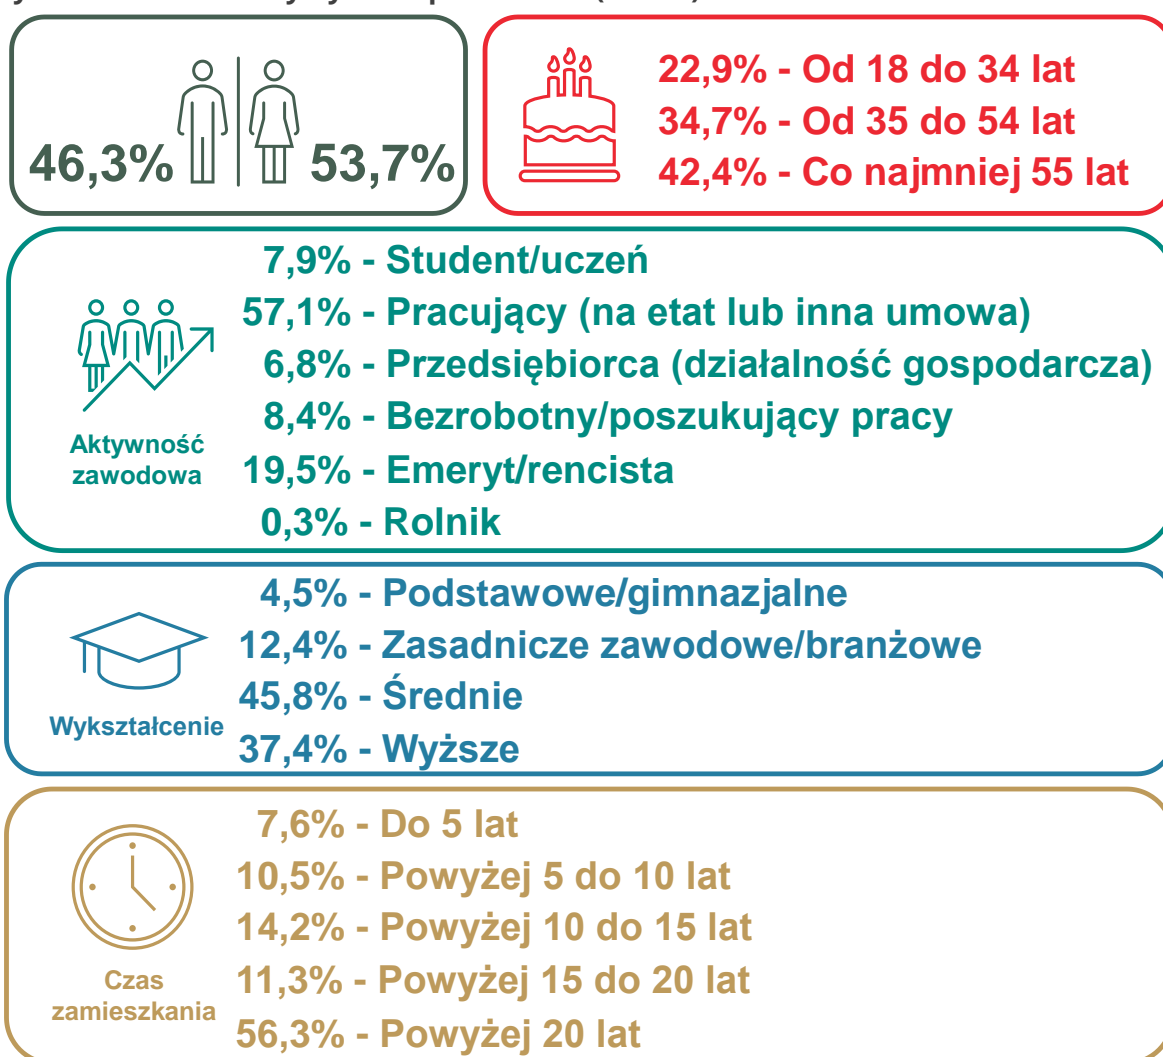 46,3%
53,7%
22,9% - Od 18 do 34 lat
34,7% - Od 35 do 54 lat
42,4% - Co najmniej 55 lat
7,9% - Student/uczeń
57,1% - Pracujący (na etat lub inna umowa)
6,8% - Przedsiębiorca (działalność gospodarcza)
8,4% - Bezrobotny/poszukujący pracy
19,5% - Emeryt/rencista
0,3% - Rolnik
Aktywność
zawodowa
4,5% - Podstawowe/gimnazjalne
12,4% - Zasadnicze zawodowe/branżowe
45,8% - Średnie
37,4% - Wyższe
Wykształcenie
7,6% - Do 5 lat
10,5% - Powyżej 5 do 10 lat
14,2% - Powyżej 10 do 15 lat
11,3% - Powyżej 15 do 20 lat
56,3% - Powyżej 20 lat
Czas
zamieszkania